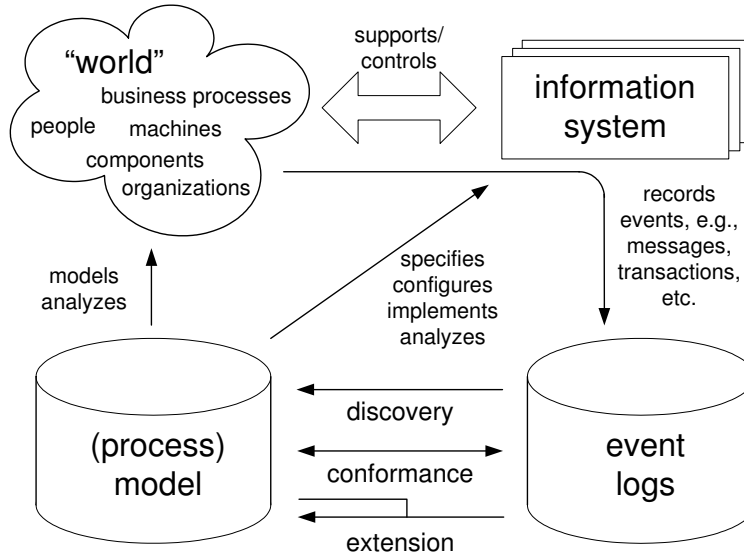 “world”
business processes
people machines
components
organizations
supports/
controls
information
system
records
events, e.g.,
messages,
transactions,
etc.
models
analyzes
specifies
configures
implements
analyzes
(process)
model
discovery
conformance
extension
event
logs